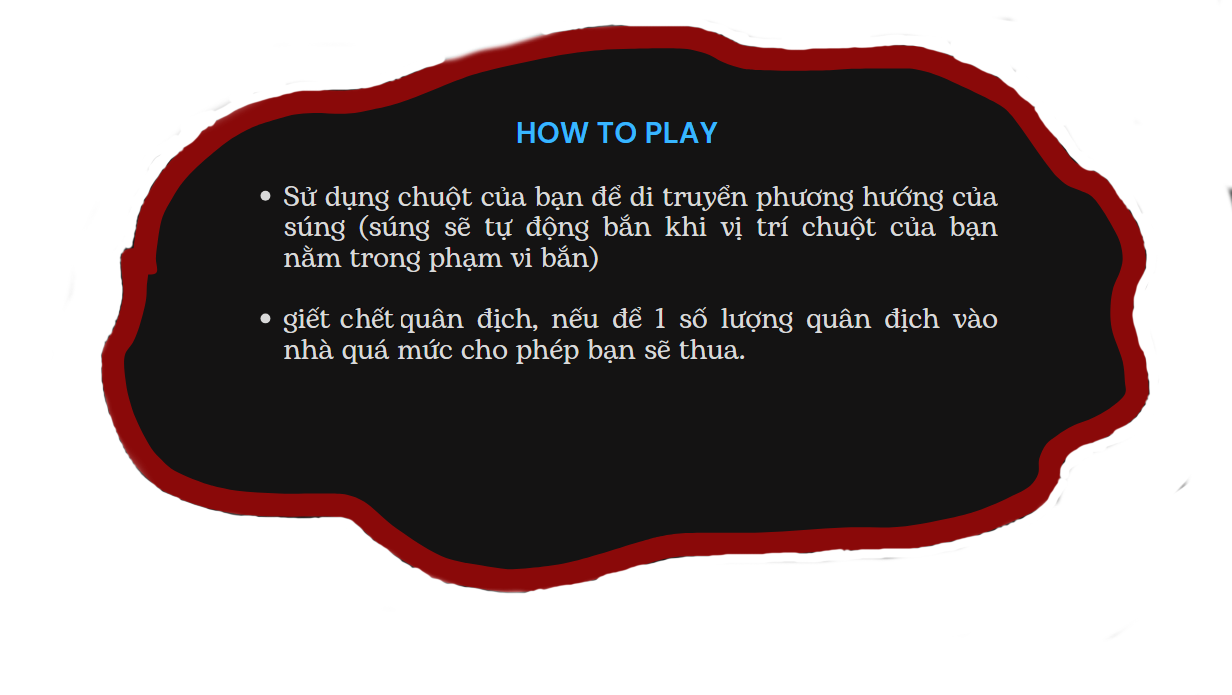 HOW TO PLAY
• Sử dụng chuột của bạn để di truyển phương hướng của
súng (súng sẽ tự động bắn khi vị trí chuột của bạn
nằm trong phạm vi bắn)
• giết chết quân địch, nếu để 1 số lượng quân địch vào
nhà quá mức cho phép bạn sẽ thua.